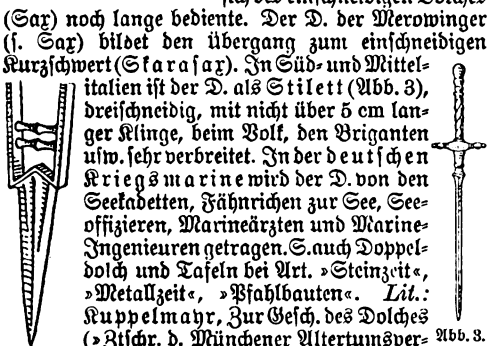 (Sax) noch lange bediente. Der D. der Merowinger
(s. Sax) bildet den Übergang zum einschneidigen
Kurzschwert (Skarasax). In Süd- und Mittel-
italien ist der D. als Stilett (Abb. 3),
dreischneidig, mit nicht über 5 cm lan-
ger Klinge, beim Volk, den Briganten
usw. sehr verbreitet. In der deutschen
Kriegsmarine wird der D. von den
Seekadetten, Fähnrichen zur See, See-
offizieren, Marineärzten und Marine-
Ingenieuren getragen. S. auch Doppel-
dolch und Tafeln bei Art. »Steinzeit«,
»Metallzeit«, »Pfahlbauten«. Lit.:
Kuppelmayr, Zur Gesch. des Dolches
(»Ztschr. d. Münchener Altertumsver-
Abb. 3.